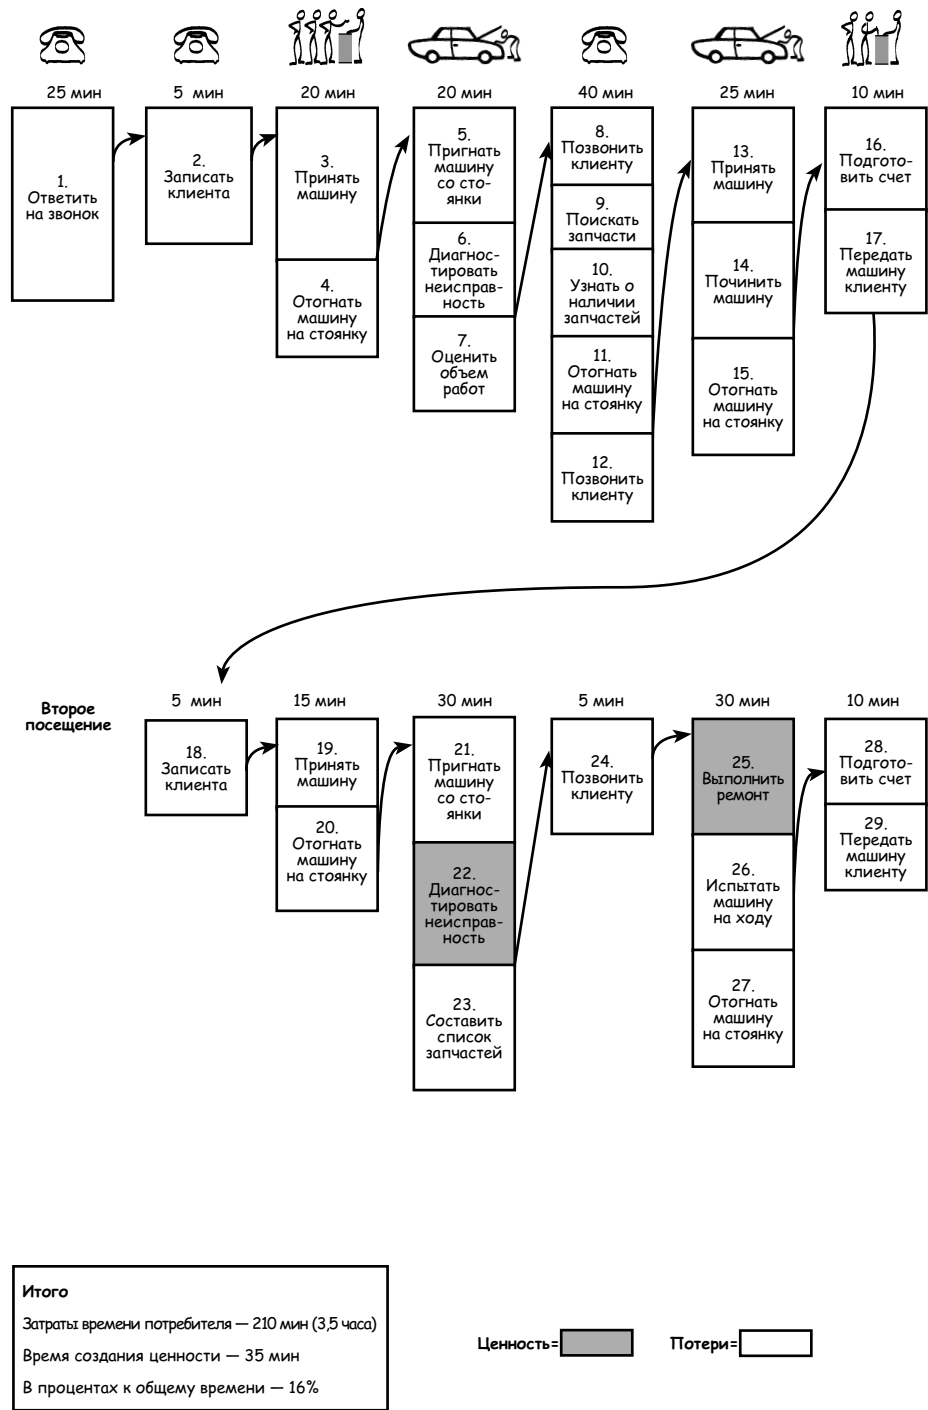 25 мин
5 мин
20 мин
20 мин
40 мин
25 мин
10 мин
1.
Ответить
на звонок
2.
Записать
клиента
3.
Принять
машину
4.
Отогнать
машину
на стоянку
5.
Пригнать
машину
со сто-
янки
6.
Диагнос-
тировать
неисправ-
ность
7.
Оценить
объем
работ
8.
Позвонить
клиенту
9.
Поискать
запчасти
10.
Узнать о
наличии
запчастей
11.
Отогнать
машину
на стоянку
12.
Позвонить
клиенту
13.
Принять
машину
14.
Починить
машину
15.
Отогнать
машину
на стоянку
16.
Подгото-
вить счет
17.
Передать
машину
клиенту
Второе
посещение
5 мин
15 мин
30 мин
5 мин
30 мин
10 мин
18.
Записать
клиента
19.
Принять
машину
20.
Отогнать
машину
на стоянку
21.
Пригнать
машину
со сто-
янки
22.
Диагнос-
тировать
неисправ-
ность
23.
Составить
список
запчастей
24.
Позвонить
клиенту
25.
Выполнить
ремонт
26.
Испытать
машину
на ходу
27.
Отогнать
машину
на стоянку
28.
Подгото-
вить счет
29.
Передать
машину
клиенту
Итого
Затраты времени потребителя — 210 мин (3,5 часа)
Время создания ценности — 35 мин
В процентах к общему времени — 16%
Ценность=
Потери=